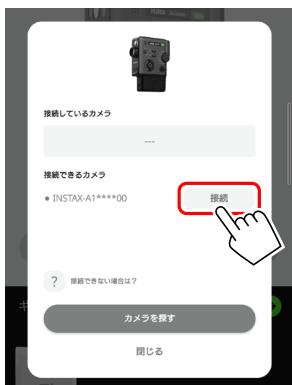 接続しているカメラ
---
接続できるカメラ
● INSTAX-A1****00 接続
? 接続できない場合は？
カメラを探す
閉じる